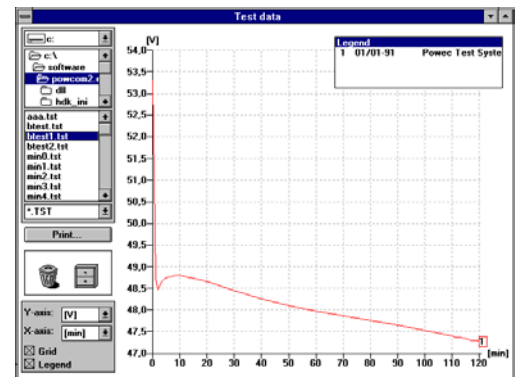 Test data
c:
c:\
software
powcom2.
dll
hdk_ini
aaa.tst
btest.tst
btest1.tst
btest2.tst
min0.tst
min1.tst
min2.tst
min3.tst
min4.tst
*.TST
Print...
Y-axis: [V]
X-axis: [min]
Grid
Legend
[V]
54,0
53,5
53,0
52,5
52,0
51,5
51,0
50,5
50,0
49,5
49,0
48,5
48,0
47,5
47,0
0 10 20 30 40 50 60 70 80 90 100 110 120
[min]
Legend
1 01/01-91 Powec Test Syste
1